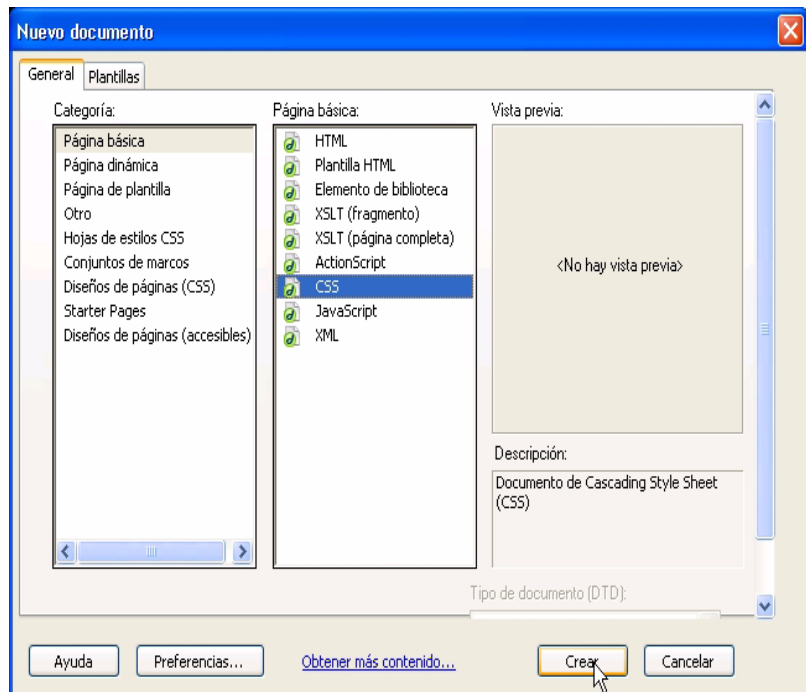 Nuevo documento
General
Plantillas
Categoría:
Página básica
Página dinámica
Página de plantilla
Otro
Hojas de estilos CSS
Conjuntos de marcos
Diseños de páginas (CSS)
Starter Pages
Diseños de páginas (accesibles)
Página básica:
HTML
Plantilla HTML
Elemento de biblioteca
XSLT (fragmento)
XSLT (página completa)
ActionScript
CSS
JavaScript
XML
Vista previa:
<No hay vista previa>
Descripción:
Documento de Cascading Style Sheet
(CSS)
Tipo de documento (DTD):
Ayuda
Preferencias...
Obtener más contenido...
Crear
Cancelar